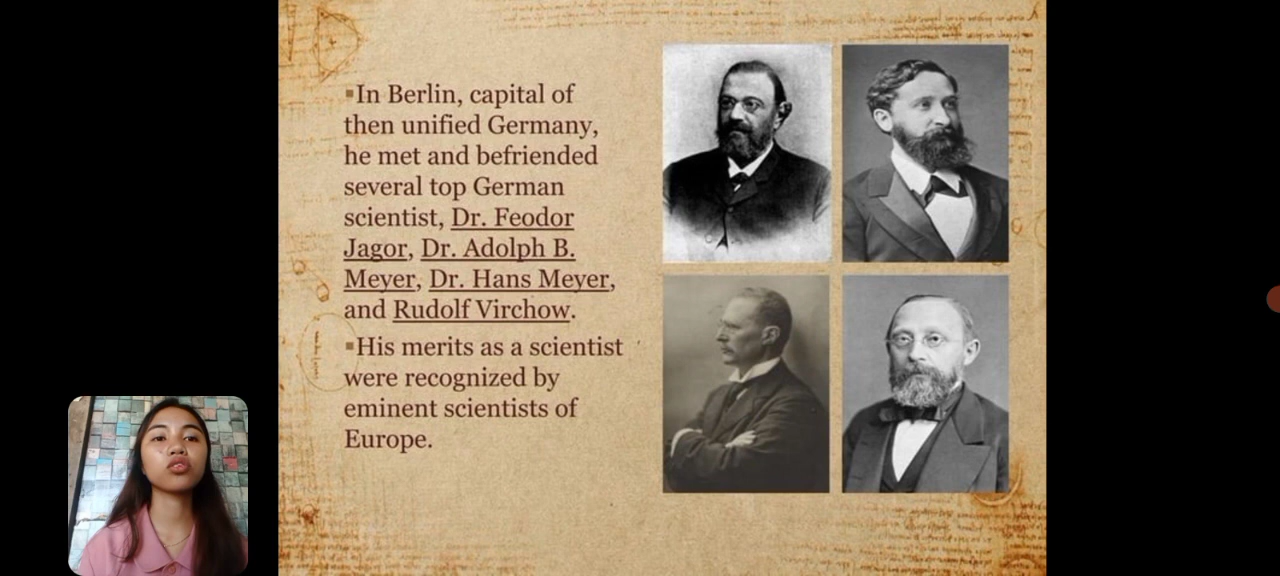 ▪In Berlin, capital of
then unified Germany,
he met and befriended
several top German
scientist, Dr. Feodor
Jagor, Dr. Adolph B.
Meyer, Dr. Hans Meyer,
and Rudolf Virchow.
▪His merits as a scientist
were recognized by
eminent scientists of
Europe.